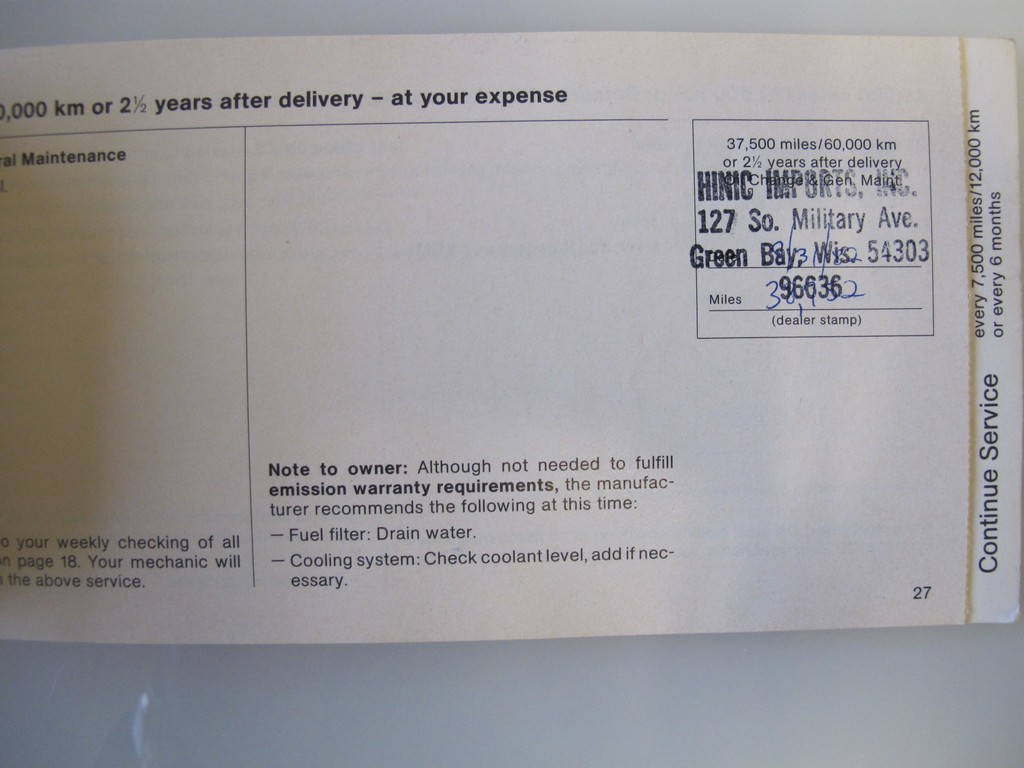 0,000 km or 2½ years after delivery – at your expense
ral Maintenance
l.
37,500 miles/60,000 km
or 2½ years after delivery
Change & Gen. Maint.
HINIC IMPORTS, INC.
127 So. Military Ave.
Green Bay, Wis. 54303
96636
Miles
(dealer stamp)
Note to owner: Although not needed to fulfill
emission warranty requirements, the manufac-
turer recommends the following at this time:
– Fuel filter: Drain water.
– Cooling system: Check coolant level, add if nec-
essary.
o your weekly checking of all
n page 18. Your mechanic will
the above service.
27
Continue Service
every 7,500 miles/12,000 km
or every 6 months